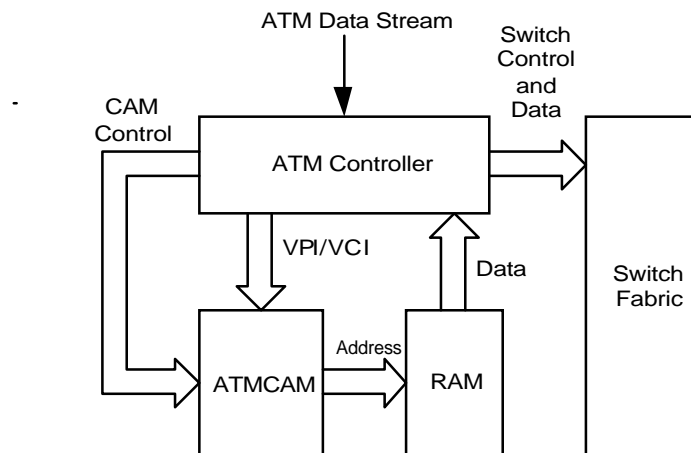 ATM Data Stream
Switch
Control
and
Data
CAM
Control
ATM Controller
VPI/VCI
Data
Switch
Fabric
Address
ATMCAM
RAM